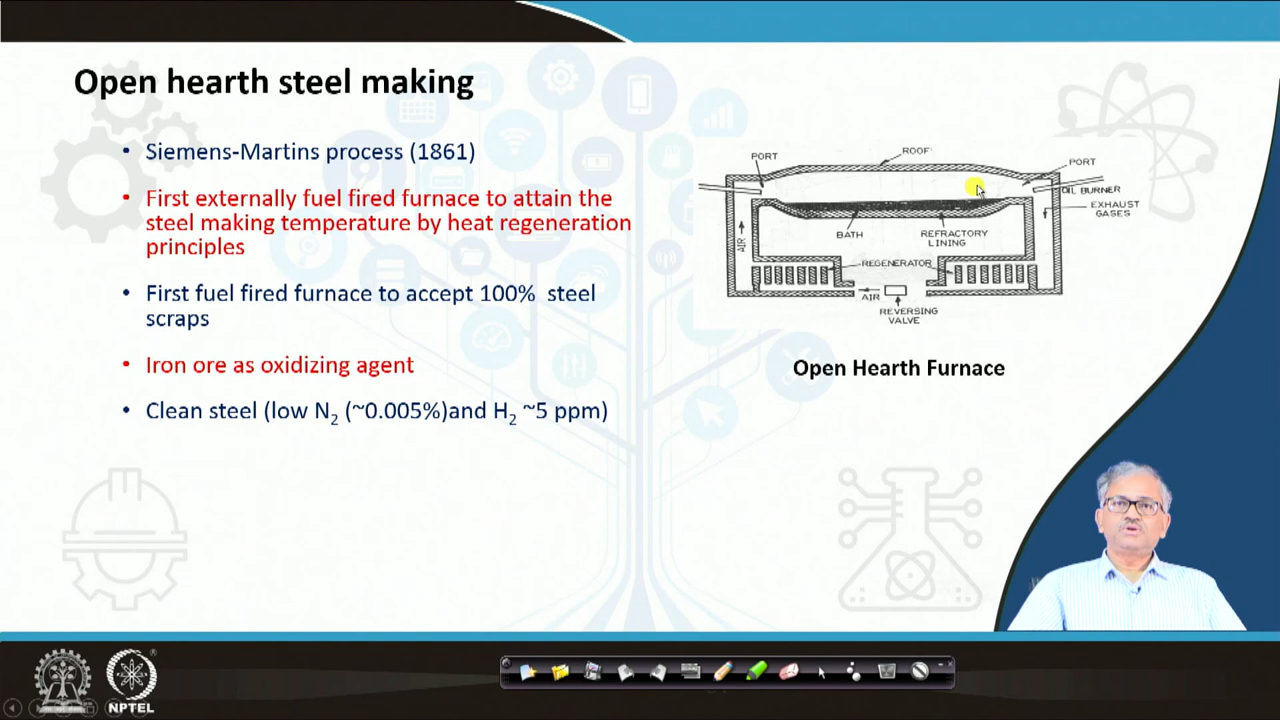 Open hearth steel making
• Siemens-Martins process (1861)
• First externally fuel fired furnace to attain the
steel making temperature by heat regeneration
principles
• First fuel fired furnace to accept 100% steel
scraps
• Iron ore as oxidizing agent
• Clean steel (low N2 (~0.005%)and H2 ~5 ppm)
PORT
ROOF
PORT
OIL BURNER
EXHAUST
GASES
BATH
REFRACTORY
LINING
AIR
REGENERATOR
AIR
REVERSING
VALVE
Open Hearth Furnace
NPTEL